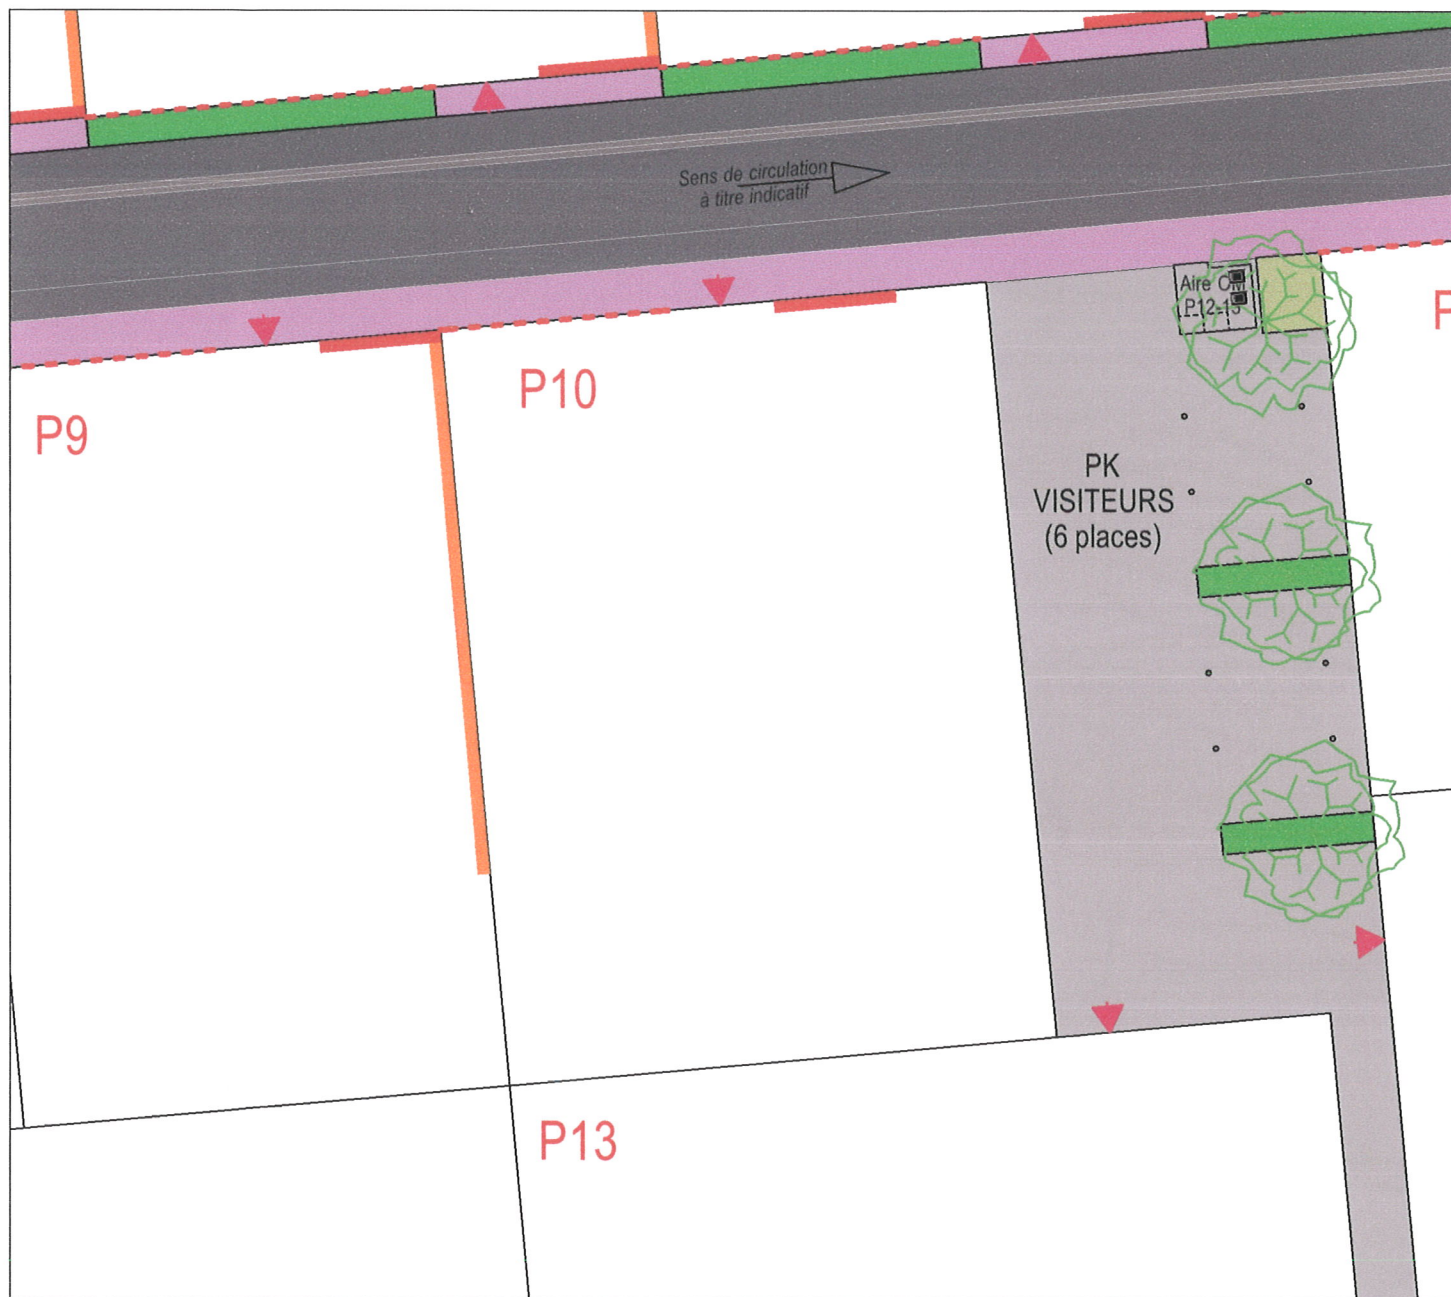 Sens de circulation
à titre indicatif
Aire OM
P12-13
P
P10
P9
PK
VISITEURS
(6 places)
P13